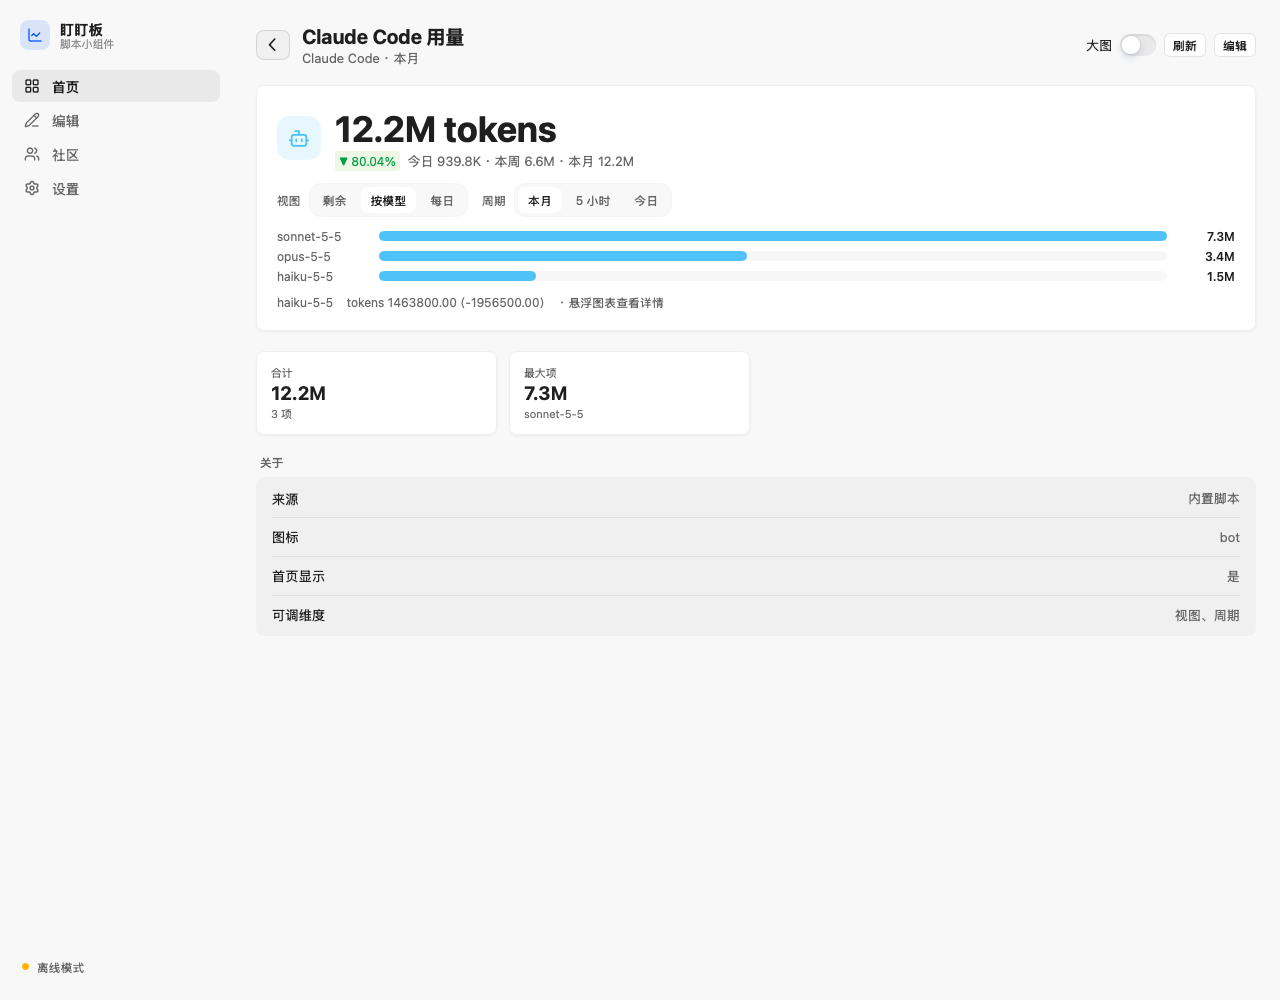 盯盯板
脚本小组件
首页
编辑
社区
设置
离线模式
Claude Code 用量
Claude Code · 本月
大图
刷新
编辑
12.2M tokens
▼ 80.04% 今日 939.8K · 本周 6.6M · 本月 12.2M
视图 剩余 按模型 每日 周期 本月 5 小时 今日
sonnet-5-5 7.3M
opus-5-5 3.4M
haiku-5-5 1.5M
haiku-5-5 tokens 1463800.00 (-1956500.00) · 悬浮图表查看详情
合计
12.2M
3 项
最大项
7.3M
sonnet-5-5
关于
来源 内置脚本
图标 bot
首页显示 是
可调维度 视图、周期